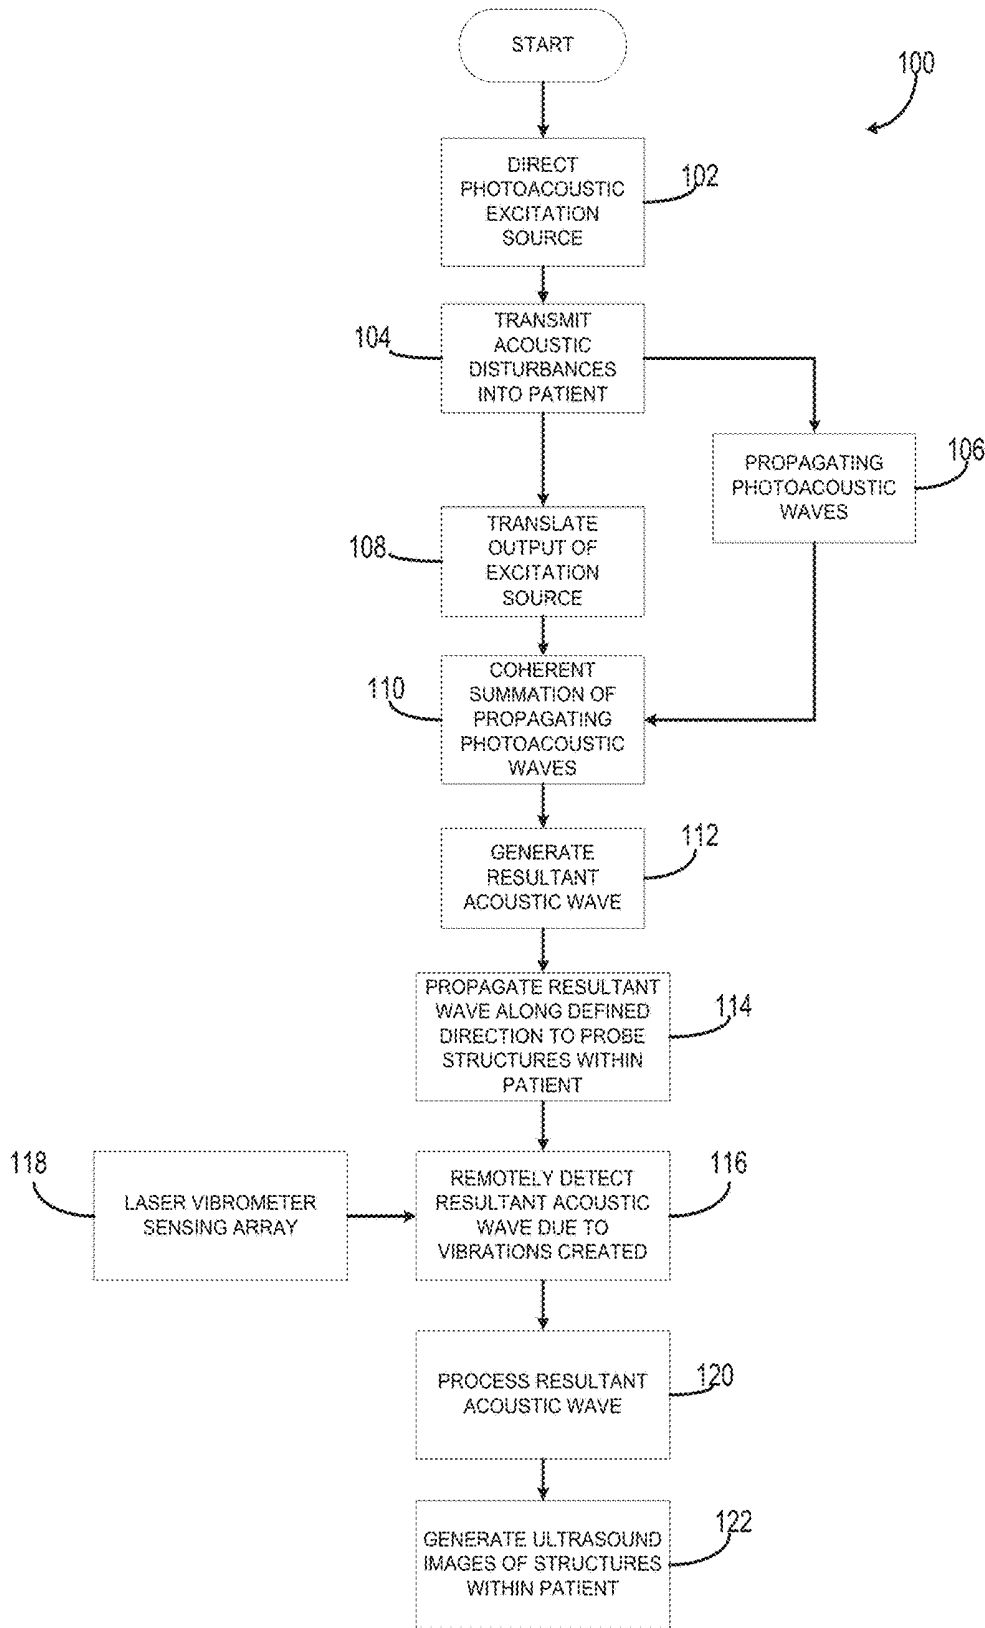 START
100
DIRECT
PHOTOACOUSTIC
EXCITATION
SOURCE
102
104
TRANSMIT
ACOUSTIC
DISTURBANCES
INTO PATIENT
PROPAGATING
PHOTOACOUSTIC
WAVES
106
108
TRANSLATE
OUTPUT OF
EXCITATION
SOURCE
110
COHERENT
SUMMATION OF
PROPAGATING
PHOTOACOUSTIC
WAVES
GENERATE
RESULTANT
ACOUSTIC WAVE
112
PROPAGATE RESULTANT
WAVE ALONG DEFINED
DIRECTION TO PROBE
STRUCTURES WITHIN
PATIENT
114
118
LASER VIBROMETER
SENSING ARRAY
REMOTELY DETECT
RESULTANT ACOUSTIC
WAVE DUE TO
VIBRATIONS CREATED
116
PROCESS RESULTANT
ACOUSTIC WAVE
120
GENERATE ULTRASOUND
IMAGES OF STRUCTURES
WITHIN PATIENT
122